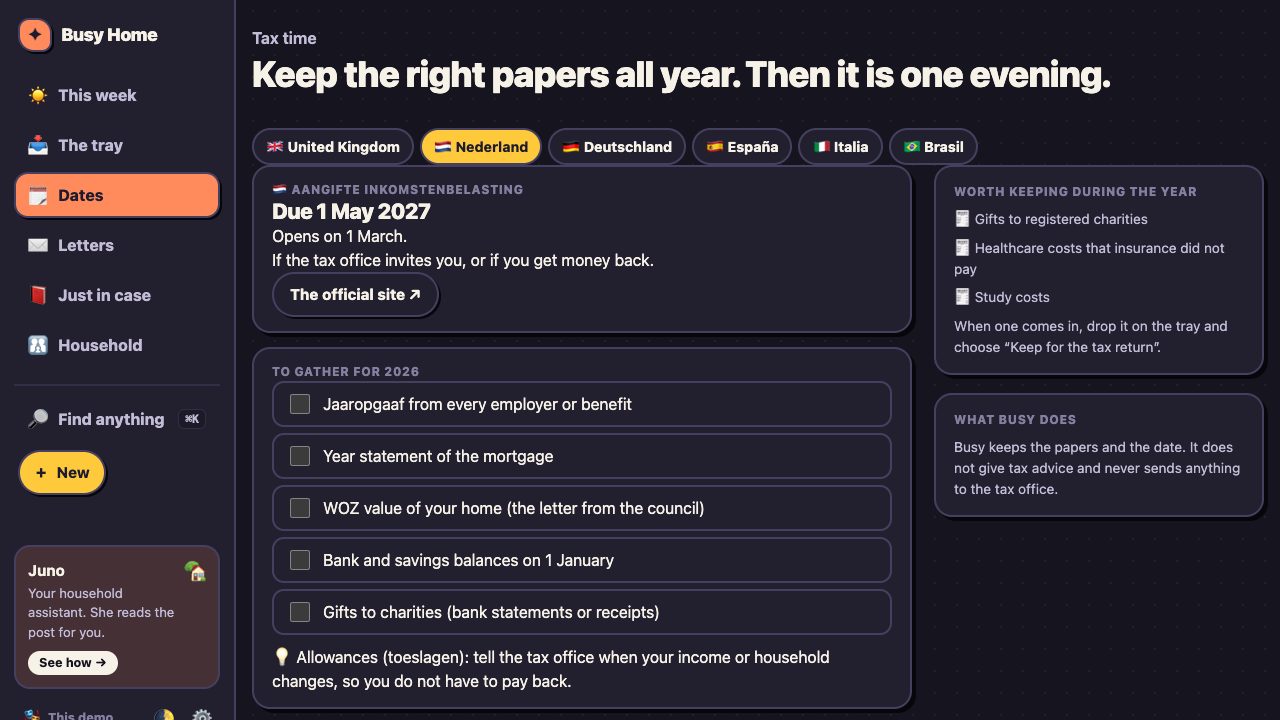 Busy Home
This week
The tray
Dates
Letters
Just in case
Household
Find anything ⌘K
+ New
Juno
Your household
assistant. She reads the
post for you.
See how →
This demo
Tax time
Keep the right papers all year. Then it is one evening.
United Kingdom
Nederland
Deutschland
España
Italia
Brasil
AANGIFTE INKOMSTENBELASTING
Due 1 May 2027
Opens on 1 March.
If the tax office invites you, or if you get money back.
The official site ↗
TO GATHER FOR 2026
Jaaropgaaf from every employer or benefit
Year statement of the mortgage
WOZ value of your home (the letter from the council)
Bank and savings balances on 1 January
Gifts to charities (bank statements or receipts)
Allowances (toeslagen): tell the tax office when your income or household
changes, so you do not have to pay back.
WORTH KEEPING DURING THE YEAR
Gifts to registered charities
Healthcare costs that insurance did not
pay
Study costs
When one comes in, drop it on the tray and
choose “Keep for the tax return”.
WHAT BUSY DOES
Busy keeps the papers and the date. It does
not give tax advice and never sends anything
to the tax office.